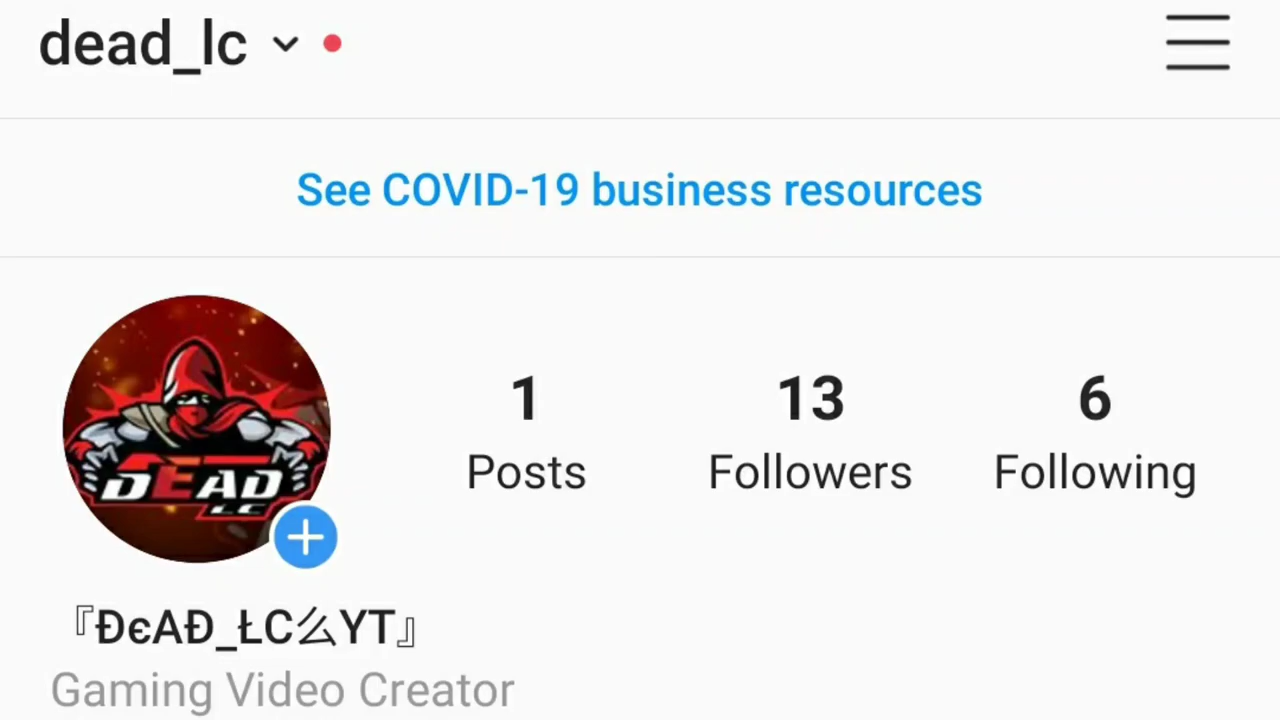 dead_lc
See COVID-19 business resources
1
Posts
13
Followers
6
Following
DEAD
LC
『ĐєAĐ_ŁC么YT』
Gaming Video Creator